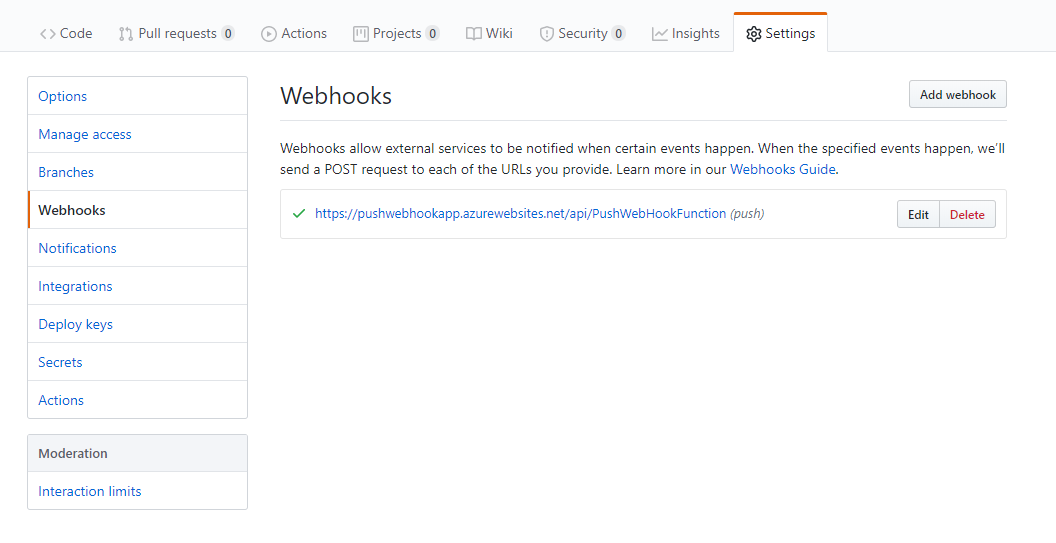 Code Pull requests 0 Actions Projects 0 Wiki Security 0 Insights Settings
Options
Manage access
Branches
Webhooks
Notifications
Integrations
Deploy keys
Secrets
Actions
Moderation
Interaction limits
Webhooks
Add webhook
Webhooks allow external services to be notified when certain events happen. When the specified events happen, we'll
send a POST request to each of the URLs you provide. Learn more in our Webhooks Guide.
https://pushwebhookapp.azurewebsites.net/api/PushWebHookFunction (push)
Edit Delete